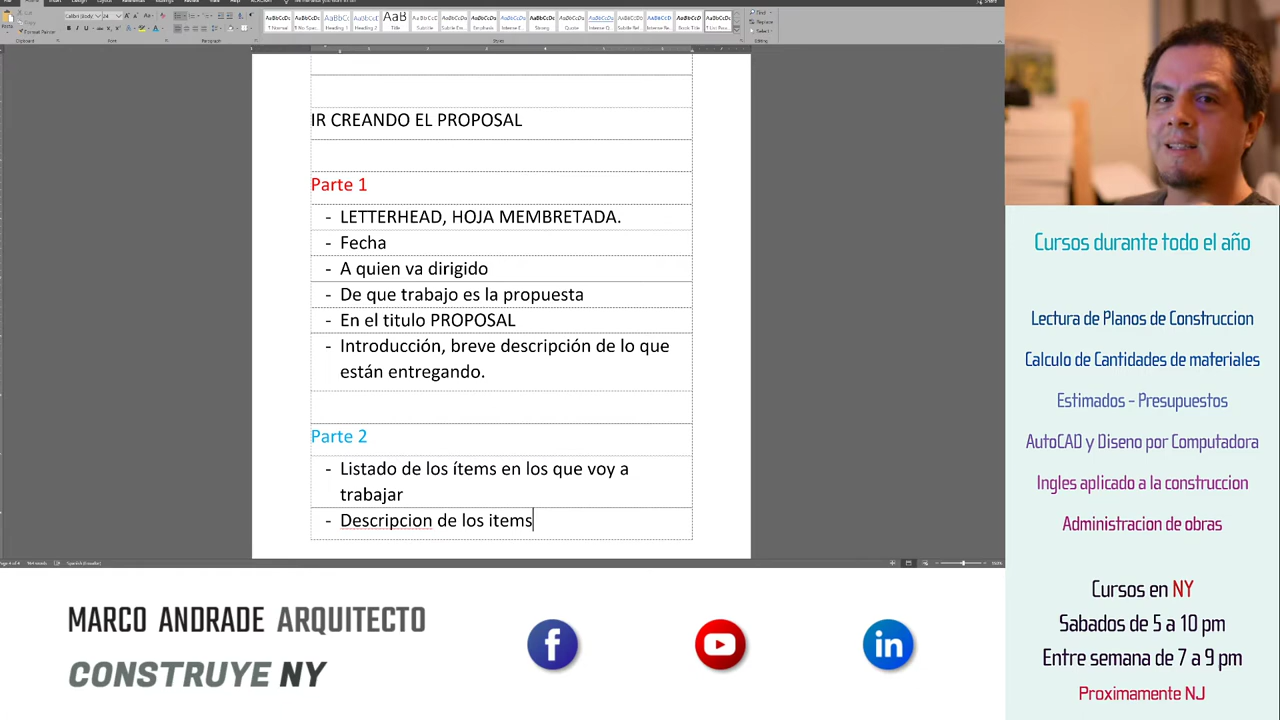 IR CREANDO EL PROPOSAL
Parte 1
- LETTERHEAD, HOJA MEMBRETADA.
- Fecha
- A quien va dirigido
- De que trabajo es la propuesta
- En el titulo PROPOSAL
- Introducción, breve descripción de lo que
están entregando.
Parte 2
- Listado de los ítems en los que voy a
trabajar
- Descripcion de los items
Cursos durante todo el año
Lectura de Planos de Construccion
Calculo de Cantidades de materiales
Estimados - Presupuestos
AutoCAD y Diseno por Computadora
Ingles aplicado a la construccion
Administracion de obras
Cursos en NY
Sabados de 5 a 10 pm
Entre semana de 7 a 9 pm
Proximamente NJ
MARCO ANDRADE ARQUITECTO
CONSTRUYE NY